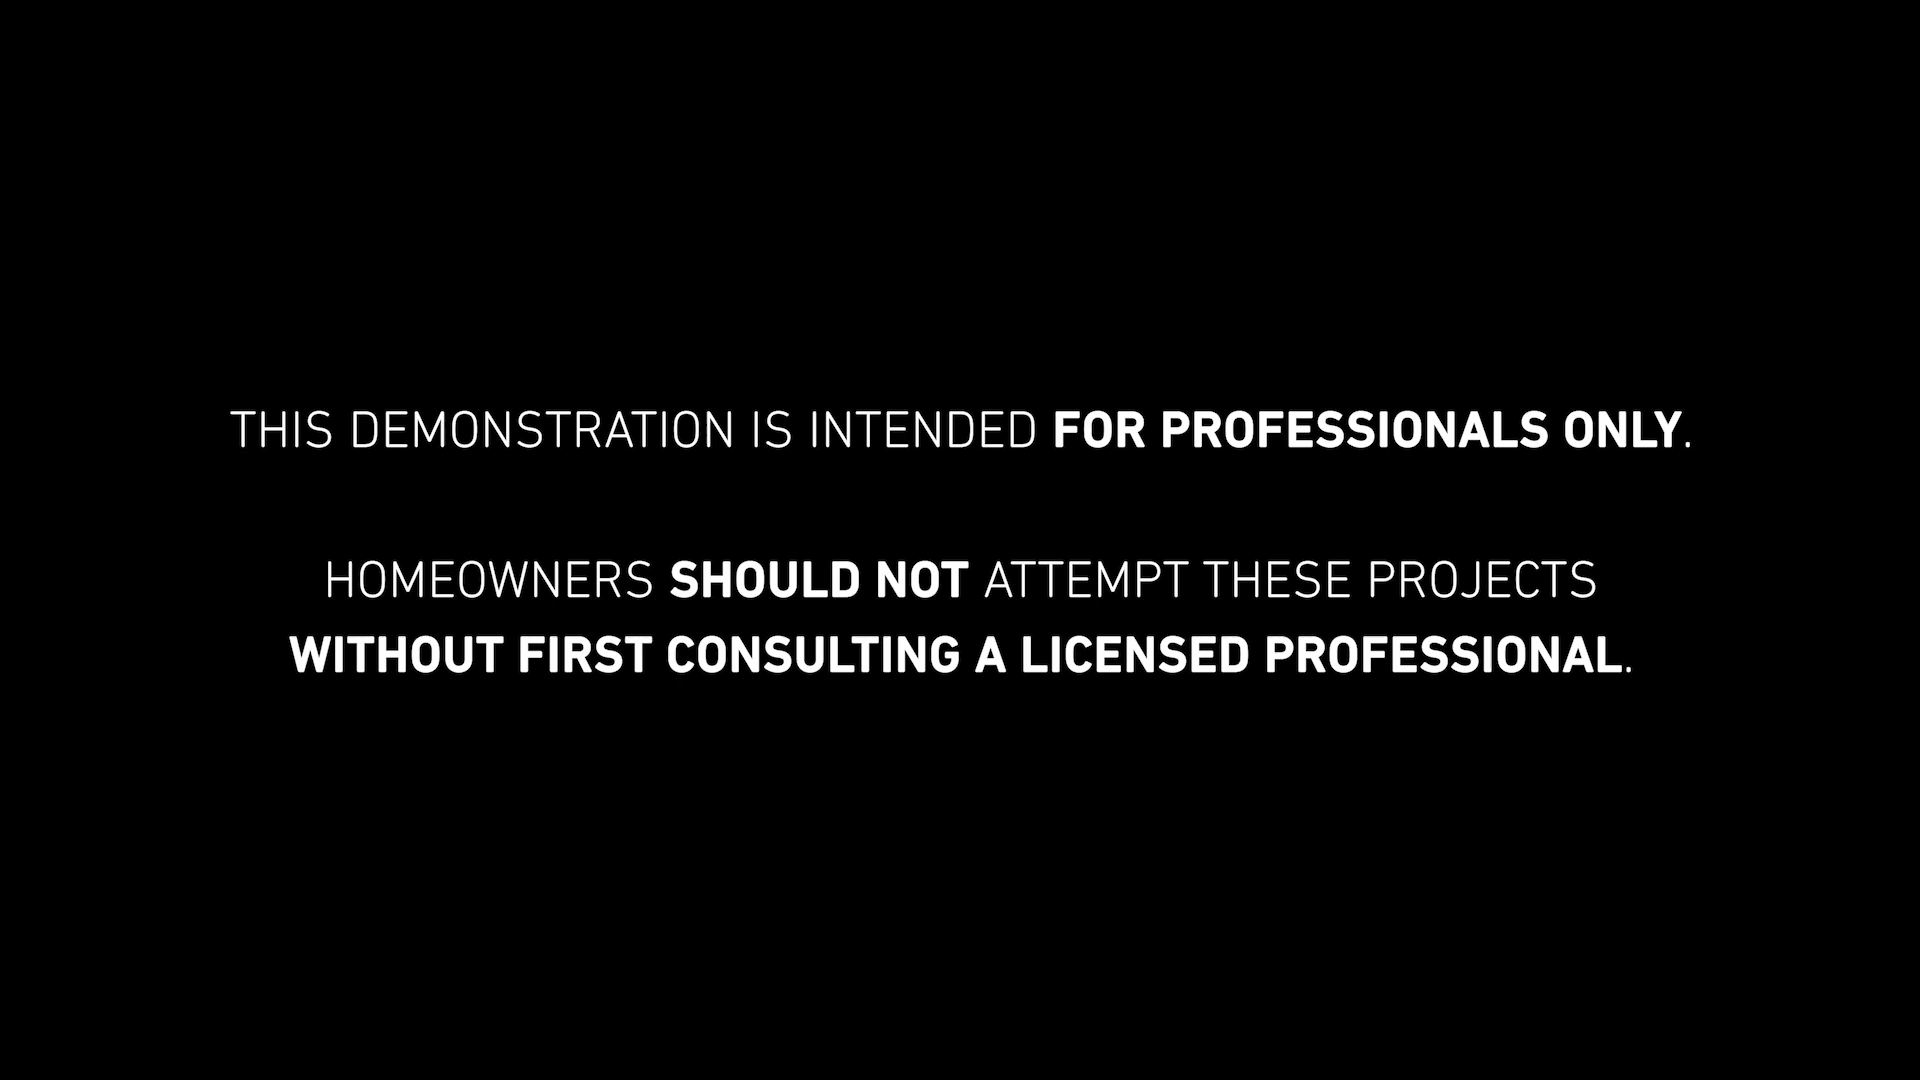 THIS DEMONSTRATION IS INTENDED FOR PROFESSIONALS ONLY.
HOMEOWNERS SHOULD NOT ATTEMPT THESE PROJECTS
WITHOUT FIRST CONSULTING A LICENSED PROFESSIONAL.